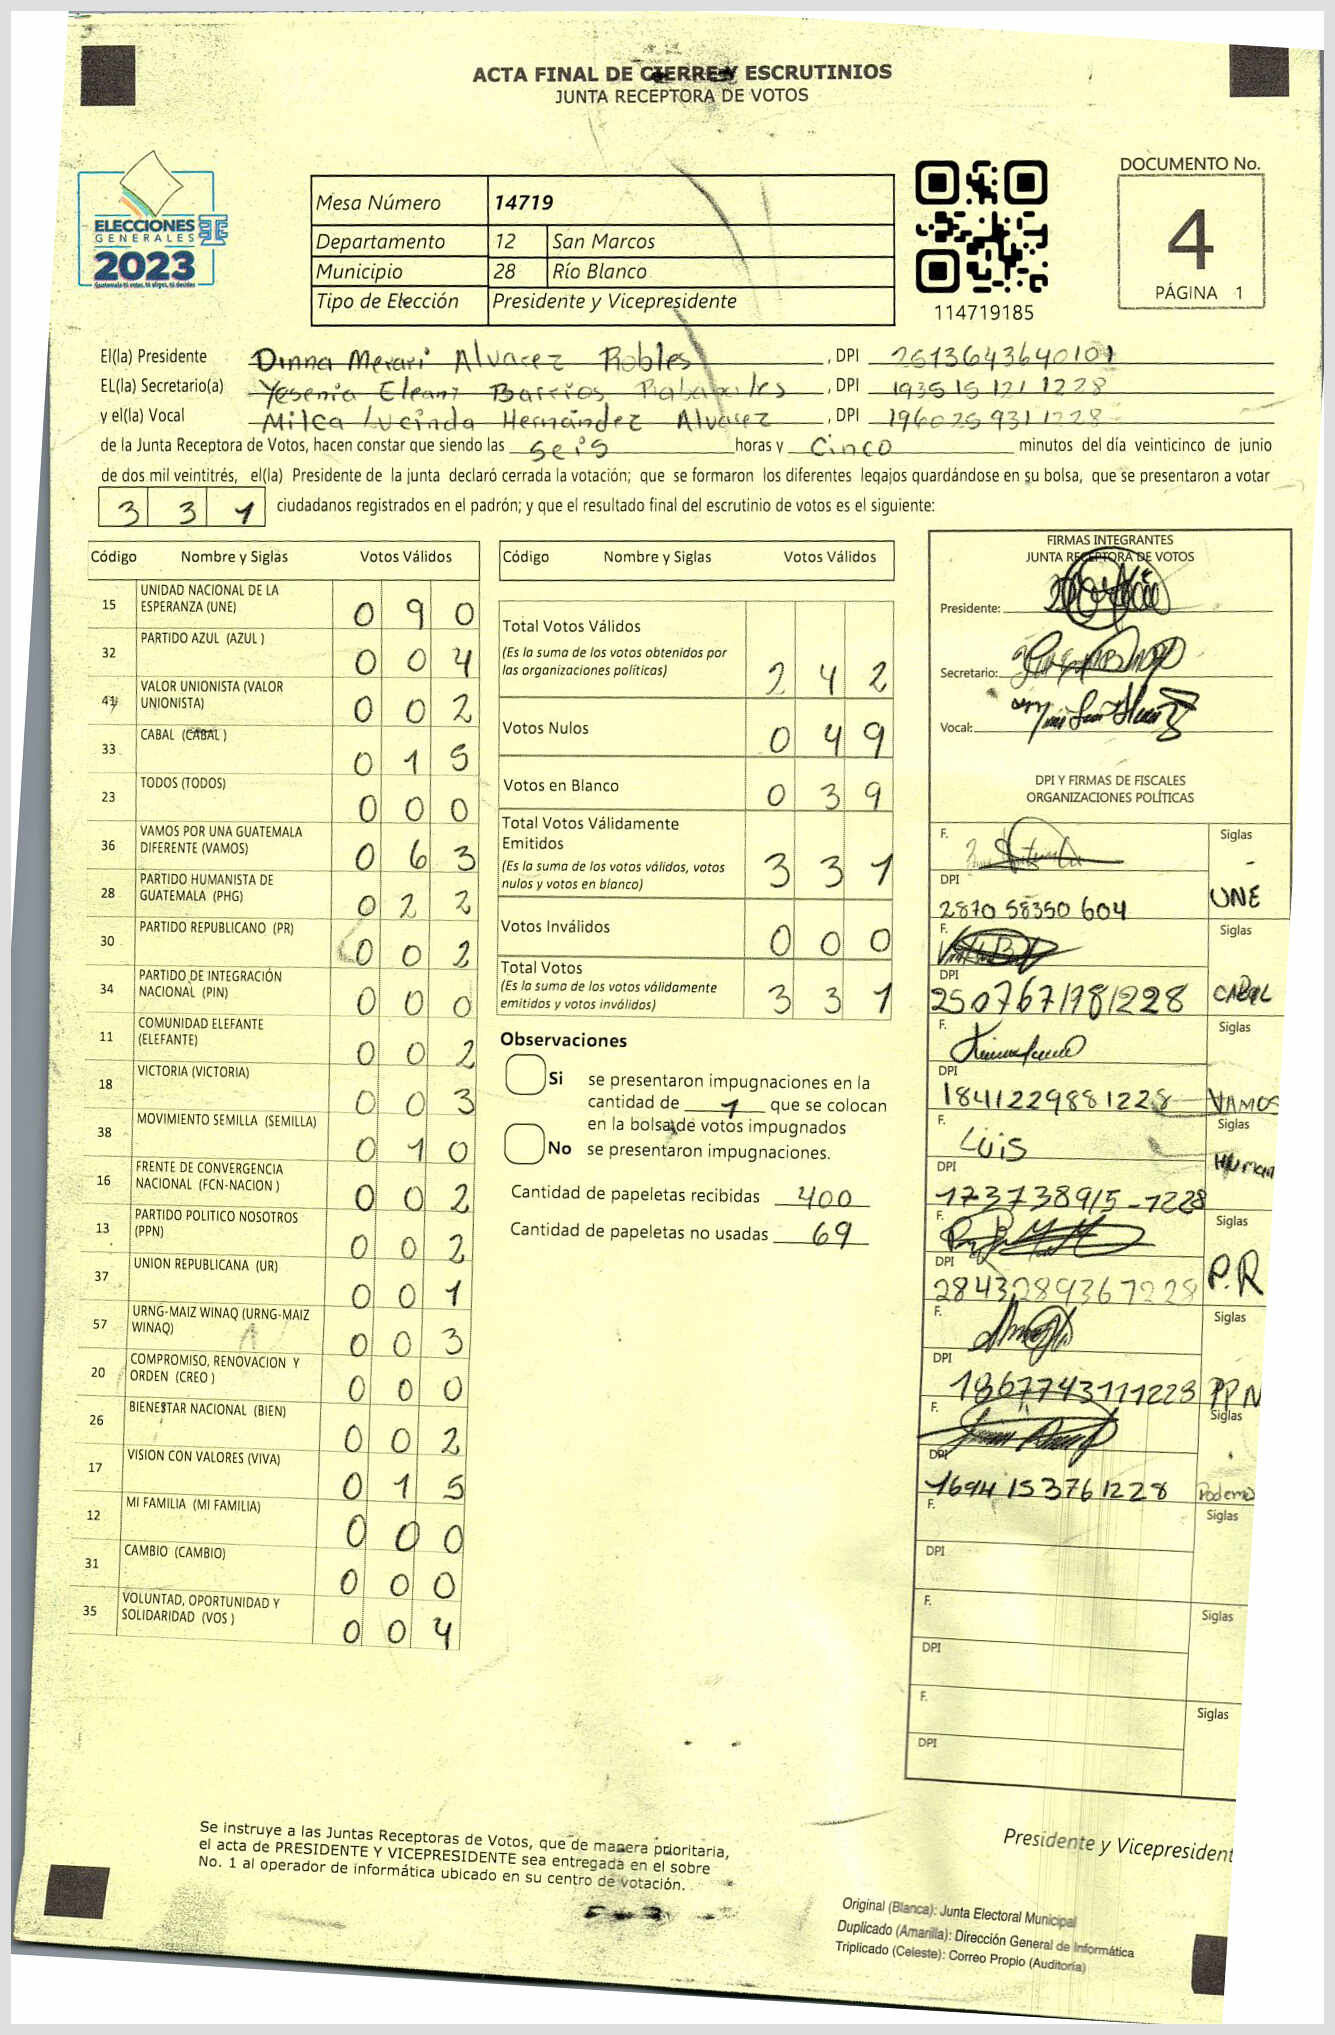 ACTA FINAL DE CIERRE Y ESCRUTINIOS
JUNTA RECEPTORA DE VOTOS
ELECCIONES
GENERALES
2023
Guatemala tú votas, tú eliges, tú decides
Mesa Número 14719
Departamento 12 San Marcos
Municipio 28 Río Blanco
Tipo de Elección Presidente y Vicepresidente
114719185
DOCUMENTO No.
4
PÁGINA 1
El(la) Presidente Dinna Merari Alvarez Robles, DPI 2613643640101
EL(la) Secretario(a) Yesenia Barrios, DPI 1935 15 121 1228
y el(la) Vocal Milca Lucinda Hernández Alvarez, DPI 196025931 1228
de la Junta Receptora de Votos, hacen constar que siendo las seis horas y cinco minutos del día veinticinco de junio
de dos mil veintitrés, el(la) Presidente de la junta declaró cerrada la votación; que se formaron los diferentes legajos guardándose en su bolsa, que se presentaron a votar
3 3 1 ciudadanos registrados en el padrón; y que el resultado final del escrutinio de votos es el siguiente:
Código Nombre y Siglas Votos Válidos
15 UNIDAD NACIONAL DE LA ESPERANZA (UNE) 0 9 0
32 PARTIDO AZUL (AZUL ) 0 0 4
41 VALOR UNIONISTA (VALOR UNIONISTA) 0 0 2
33 CABAL (CABAL ) 0 1 5
23 TODOS (TODOS) 0 0 0
36 VAMOS POR UNA GUATEMALA DIFERENTE (VAMOS) 0 6 3
28 PARTIDO HUMANISTA DE GUATEMALA (PHG) 0 2 2
30 PARTIDO REPUBLICANO (PR) 0 0 2
34 PARTIDO DE INTEGRACIÓN NACIONAL (PIN) 0 0 0
11 COMUNIDAD ELEFANTE (ELEFANTE) 0 0 2
18 VICTORIA (VICTORIA) 0 0 3
38 MOVIMIENTO SEMILLA (SEMILLA) 0 1 0
16 FRENTE DE CONVERGENCIA NACIONAL (FCN-NACION ) 0 0 2
13 PARTIDO POLITICO NOSOTROS (PPN) 0 0 2
37 UNION REPUBLICANA (UR) 0 0 1
57 URNG-MAIZ WINAQ (URNG-MAIZ WINAQ) 0 0 3
20 COMPROMISO, RENOVACION Y ORDEN (CREO ) 0 0 0
26 BIENESTAR NACIONAL (BIEN) 0 0 2
17 VISION CON VALORES (VIVA) 0 1 5
12 MI FAMILIA (MI FAMILIA) 0 0 0
31 CAMBIO (CAMBIO) 0 0 0
35 VOLUNTAD, OPORTUNIDAD Y SOLIDARIDAD (VOS ) 0 0 4
Código Nombre y Siglas Votos Válidos
Total Votos Válidos
(Es la suma de los votos obtenidos por
las organizaciones políticas) 2 4 2
Votos Nulos 0 4 9
Votos en Blanco 0 3 9
Total Votos Válidamente
Emitidos
(Es la suma de los votos válidos, votos
nulos y votos en blanco) 3 3 1
Votos Inválidos 0 0 0
Total Votos
(Es la suma de los votos válidamente
emitidos y votos inválidos) 3 3 1
Observaciones
Si se presentaron impugnaciones en la
cantidad de 1 que se colocan
en la bolsa de votos impugnados
No se presentaron impugnaciones.
Cantidad de papeletas recibidas 400
Cantidad de papeletas no usadas 69
FIRMAS INTEGRANTES
JUNTA RECEPTORA DE VOTOS
Presidente:
Secretario:
Vocal:
DPI Y FIRMAS DE FISCALES
ORGANIZACIONES POLÍTICAS
F. Siglas
DPI 2870 58350 604 UNE
F. Siglas
DPI 2507671981228 CABAL
F. Siglas
DPI 1841229881228 VAMOS
F. Luis Siglas
DPI 173738915-1228 Human
F. Siglas
DPI 2843289367228 P.R
F. Siglas
DPI 1867743111228 PPN
F. Siglas
DPI 1694153761228 Podemos
F. Siglas
DPI
F. Siglas
DPI
F. Siglas
DPI
Se instruye a las Juntas Receptoras de Votos, que de manera prioritaria,
el acta de PRESIDENTE Y VICEPRESIDENTE sea entregada en el sobre
No. 1 al operador de informática ubicado en su centro de votación.
Presidente y Vicepresident
Original (Blanca): Junta Electoral Municipal
Duplicado (Amarilla): Dirección General de Informática
Triplicado (Celeste): Correo Propio (Auditoría)